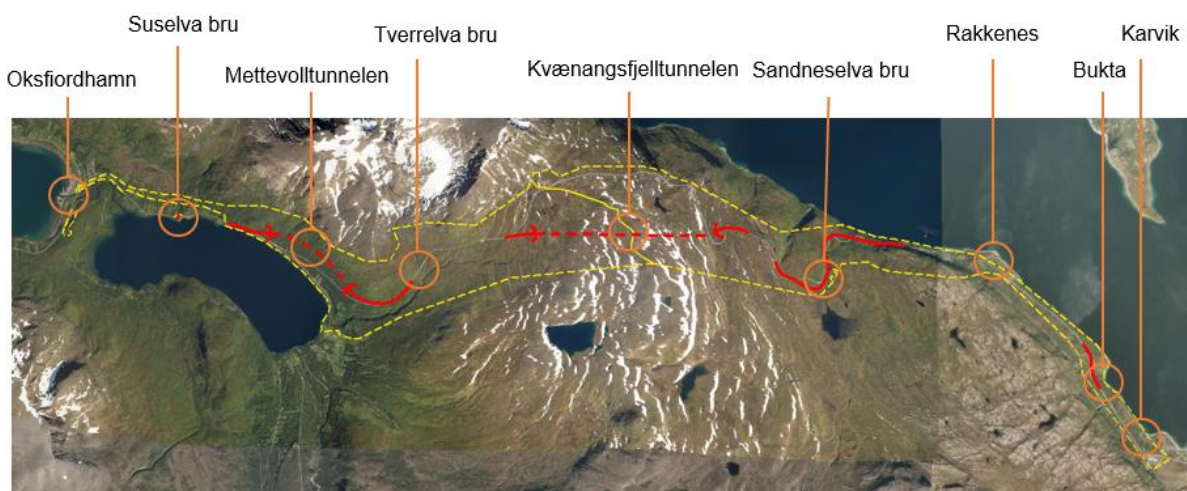 Oksfiordhamn
Suselva bru
Mettevolltunnelen
Tverrelva bru
Kvænangsfjelltunnelen
Sandneselva bru
Rakkenes
Bukta
Karvik